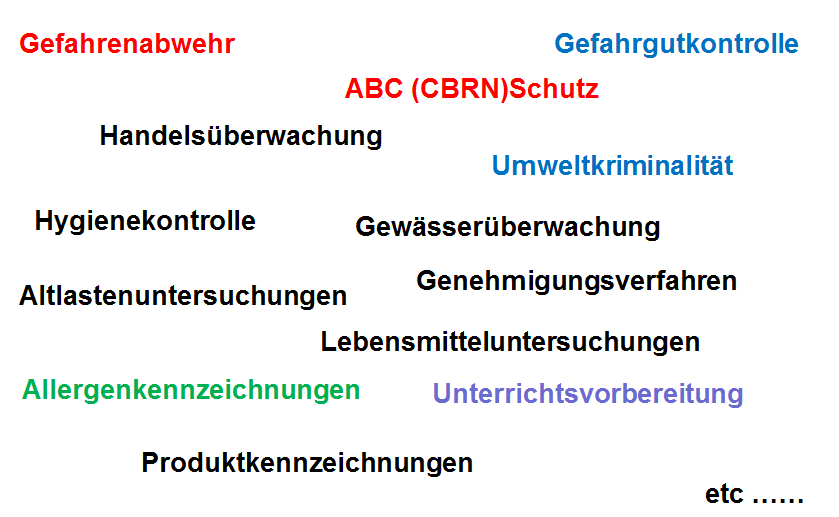 Gefahrenabwehr
Gefahrgutkontrolle
ABC (CBRN)Schutz
Handelsüberwachung
Umweltkriminalität
Hygienekontrolle
Gewässerüberwachung
Genehmigungsverfahren
Altlastenuntersuchungen
Lebensmitteluntersuchungen
Allergenkennzeichnungen
Unterrichtsvorbereitung
Produktkennzeichnungen
etc ......